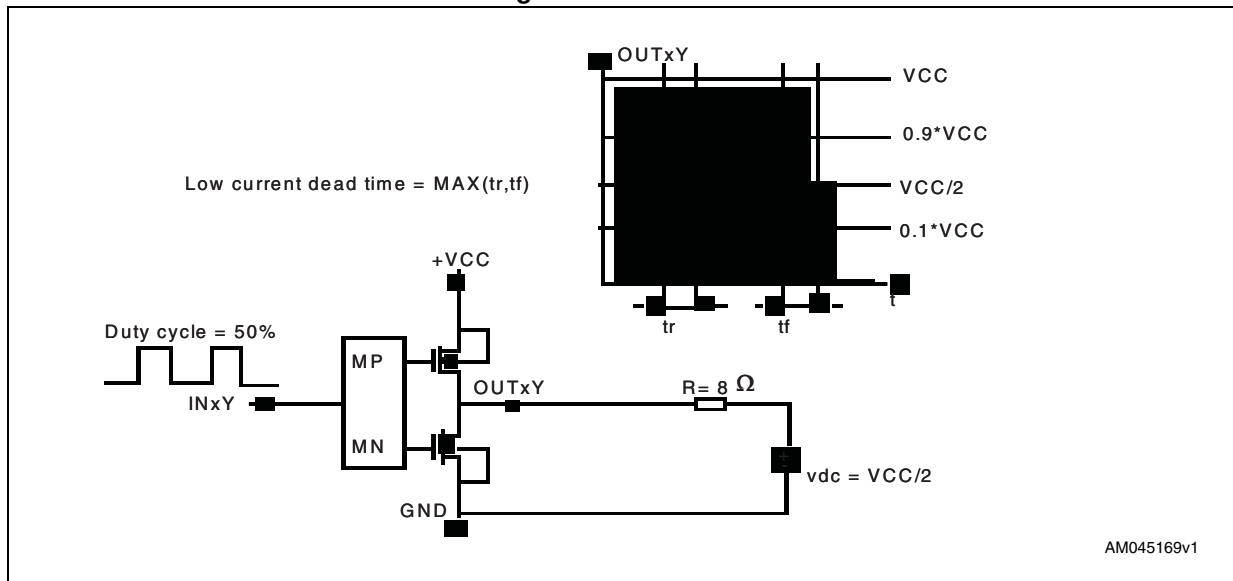 OUTxY
VCC
0.9*VCC
Low current dead time = MAX(tr,tf)
VCC/2
0.1*VCC
+VCC
t
tr
tf
Duty cycle = 50%
MP
OUTxY
R= 8 Ω
INxY
MN
+
-
vdc = VCC/2
GND
AM045169v1